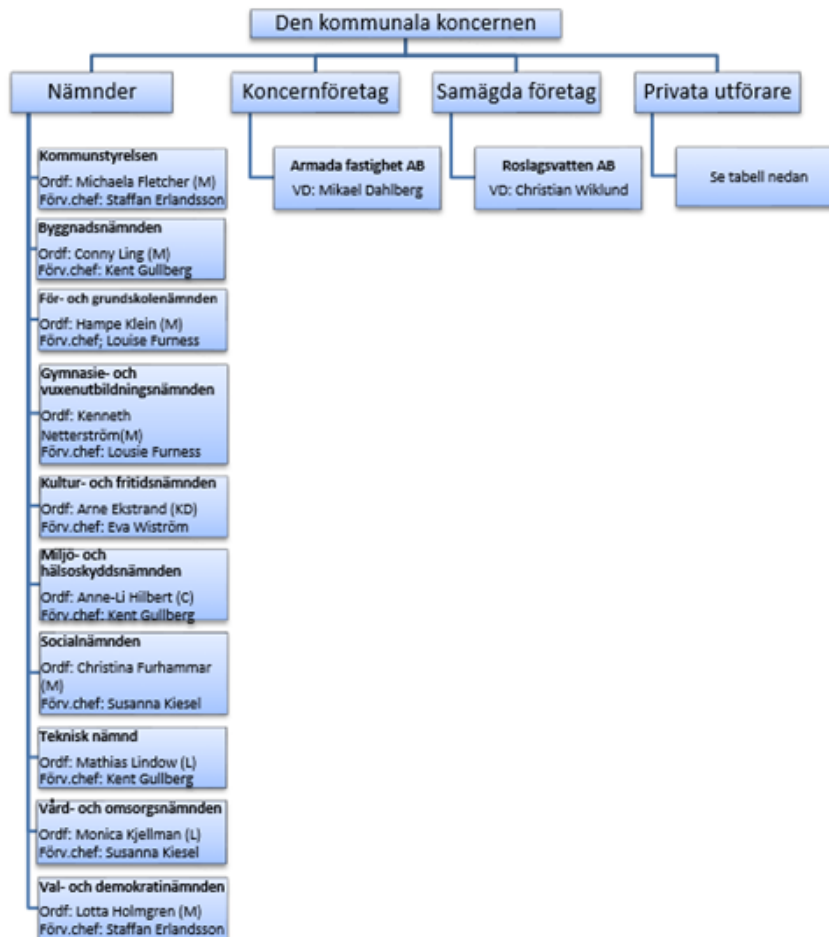 Den kommunala koncernen
Nämnder
Koncernföretag
Samägda företag
Privata utförare
Kommunstyrelsen
Ordf: Michaela Fletcher (M)
Förv.chef: Staffan Erlandsson
Byggnadsnämnden
Ordf: Conny Ling (M)
Förv.chef: Kent Gullberg
För- och grundskolenämnden
Ordf: Hampe Klein (M)
Förv.chef; Louise Furness
Gymnasie- och
vuxenutbildningsnämnden
Ordf: Kenneth
Netterström(M)
Förv.chef: Lousie Furness
Kultur- och fritidsnämnden
Ordf: Arne Ekstrand (KD)
Förv.chef: Eva Wiström
Miljö- och
hälsoskyddsnämnden
Ordf: Anne-Li Hilbert (C)
Förv.chef: Kent Gullberg
Socialnämnden
Ordf: Christina Furhammar
(M)
Förv.chef: Susanna Kiesel
Teknisk nämnd
Ordf: Mathias Lindow (L)
Förv.chef: Kent Gullberg
Vård- och omsorgsnämnden
Ordf: Monica Kjellman (L)
Förv.chef: Susanna Kiesel
Val- och demokratinämnden
Ordf: Lotta Holmgren (M)
Förv.chef: Staffan Erlandsson
Armada fastighet AB
VD: Mikael Dahlberg
Roslagsvatten AB
VD: Christian Wiklund
Se tabell nedan